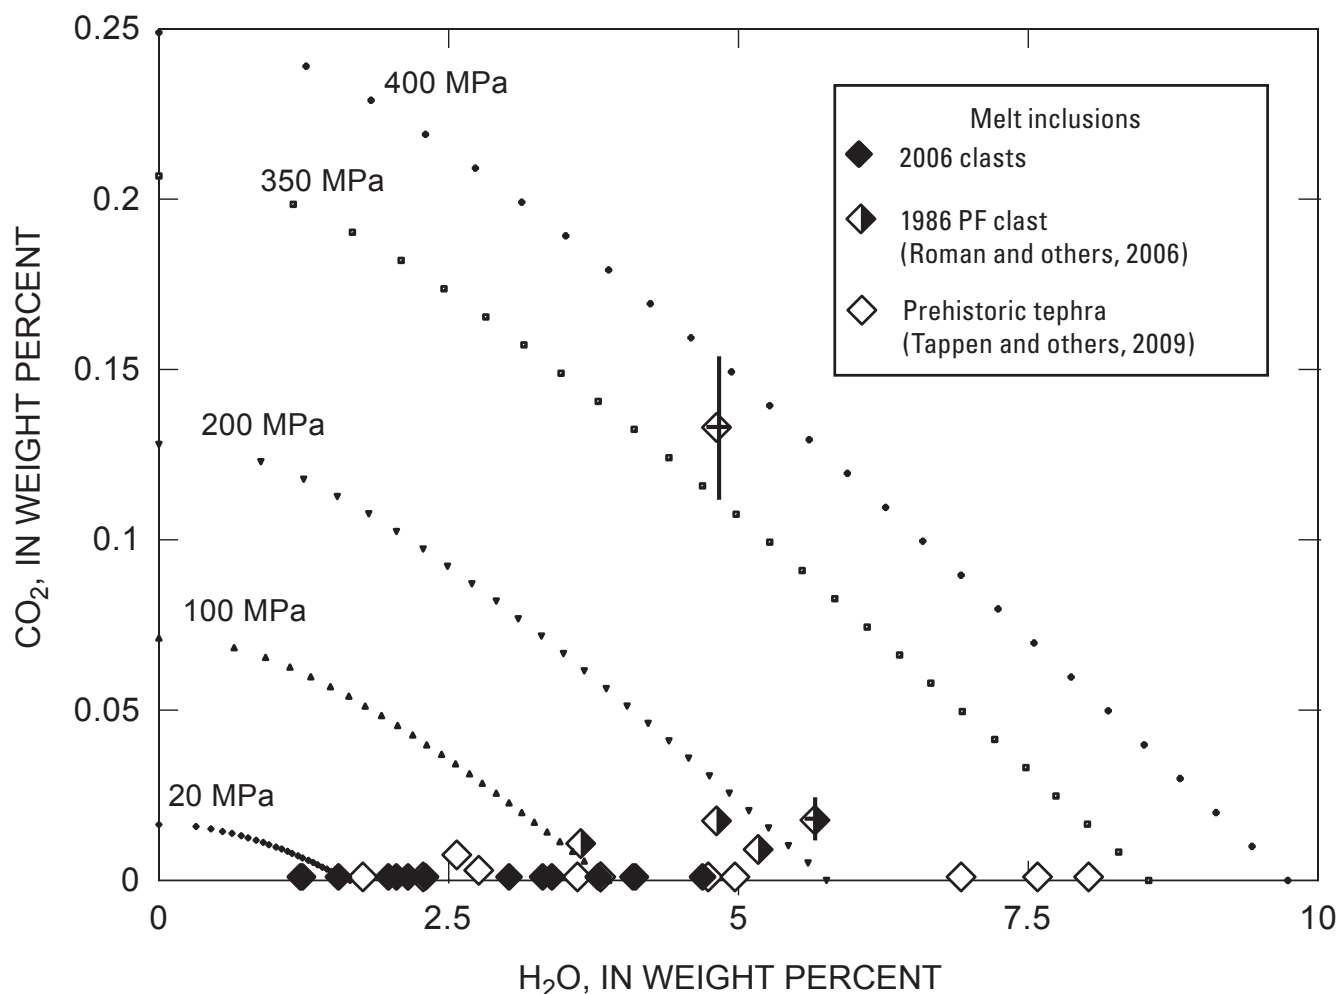 0.25
0.2
0.15
0.1
0.05
0
CO2, IN WEIGHT PERCENT
400 MPa
350 MPa
200 MPa
100 MPa
20 MPa
Melt inclusions
2006 clasts
1986 PF clast
(Roman and others, 2006)
Prehistoric tephra
(Tappen and others, 2009)
0 2.5 5 7.5 10
H2O, IN WEIGHT PERCENT